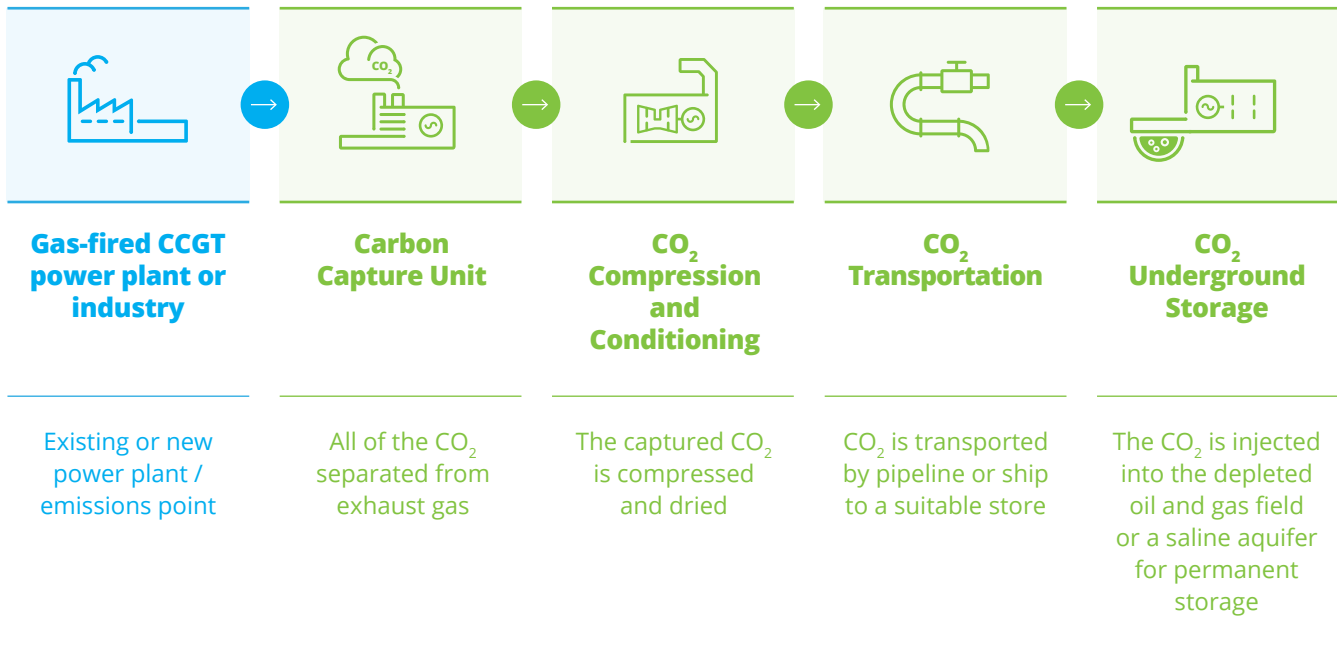 CO₂
Gas-fired CCGT
power plant or
industry
Existing or new
power plant /
emissions point
Carbon
Capture Unit
All of the CO₂
separated from
exhaust gas
CO₂
Compression
and
Conditioning
The captured CO₂
is compressed
and dried
CO₂
Transportation
CO₂ is transported
by pipeline or ship
to a suitable store
CO₂
Underground
Storage
The CO₂ is injected
into the depleted
oil and gas field
or a saline aquifer
for permanent
storage